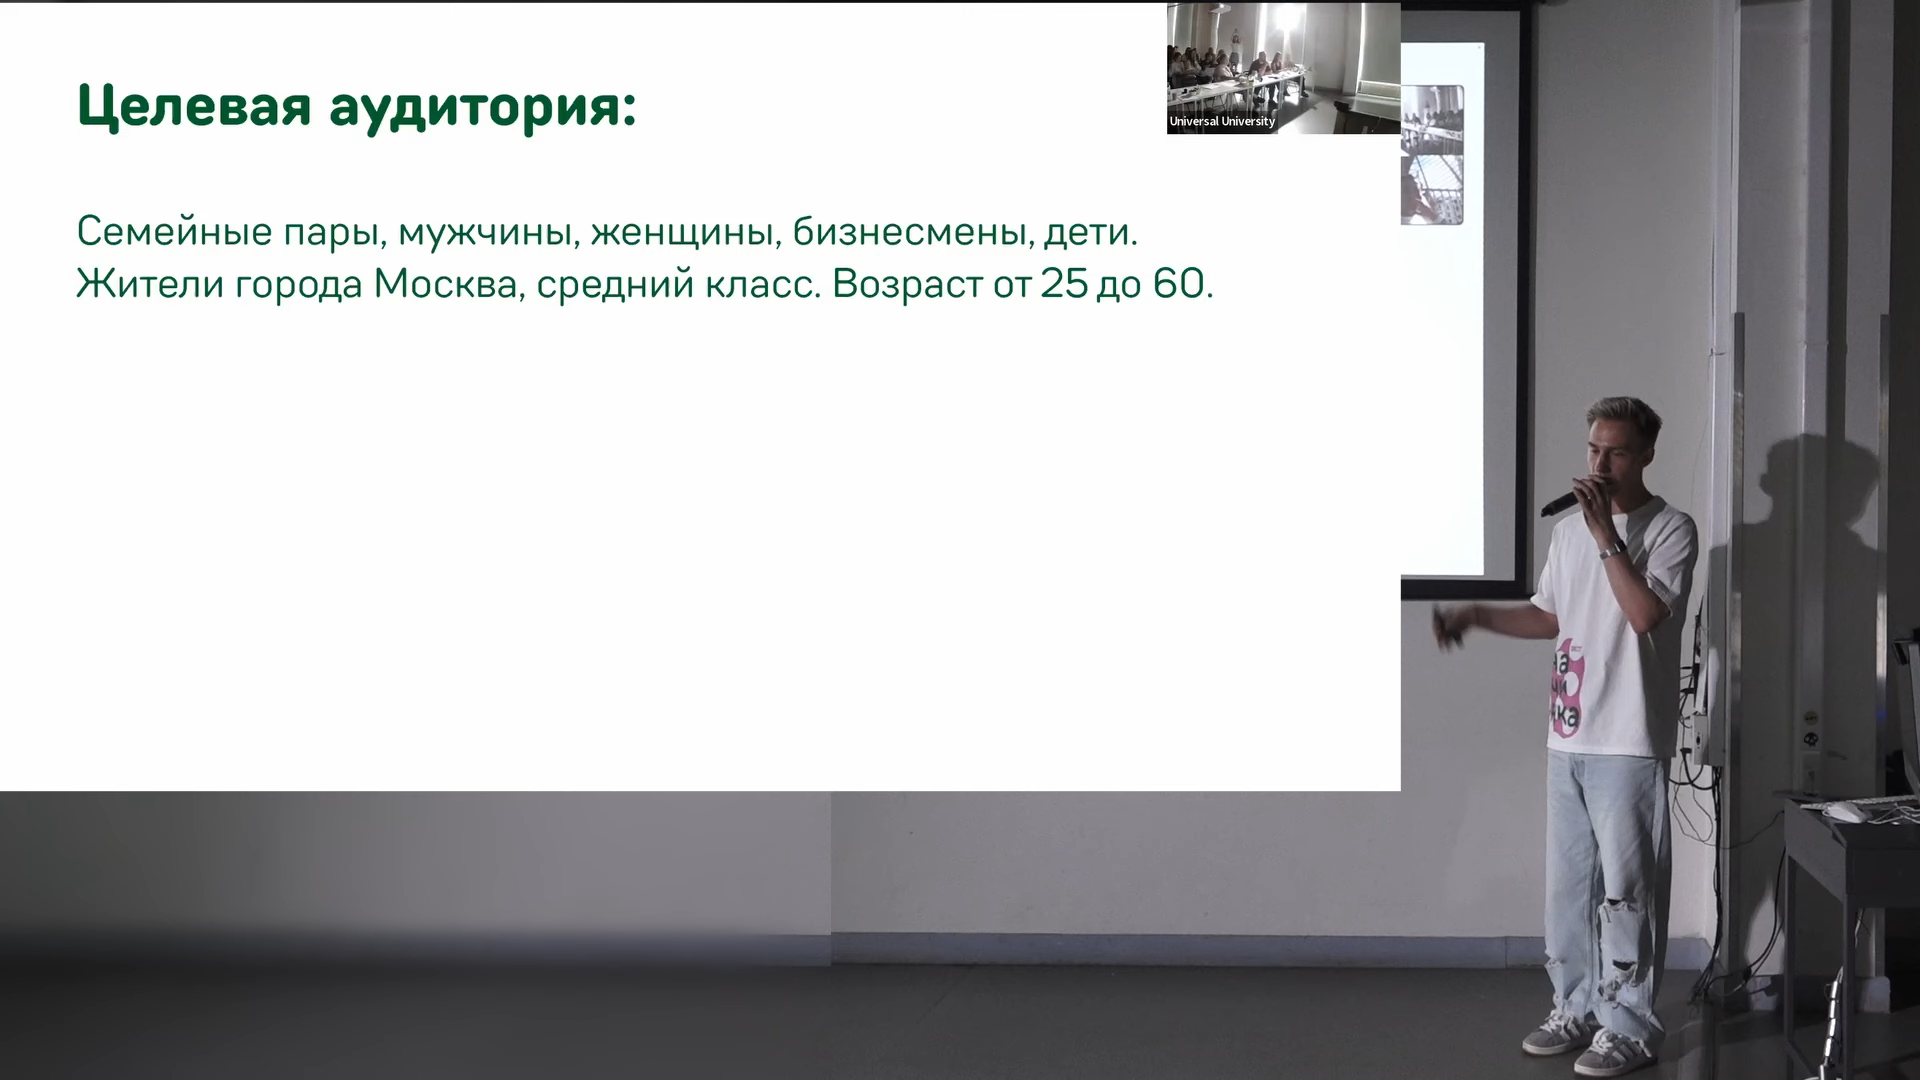 Целевая аудитория:
Семейные пары, мужчины, женщины, бизнесмены, дети.
Жители города Москва, средний класс. Возраст от 25 до 60.
Universal University